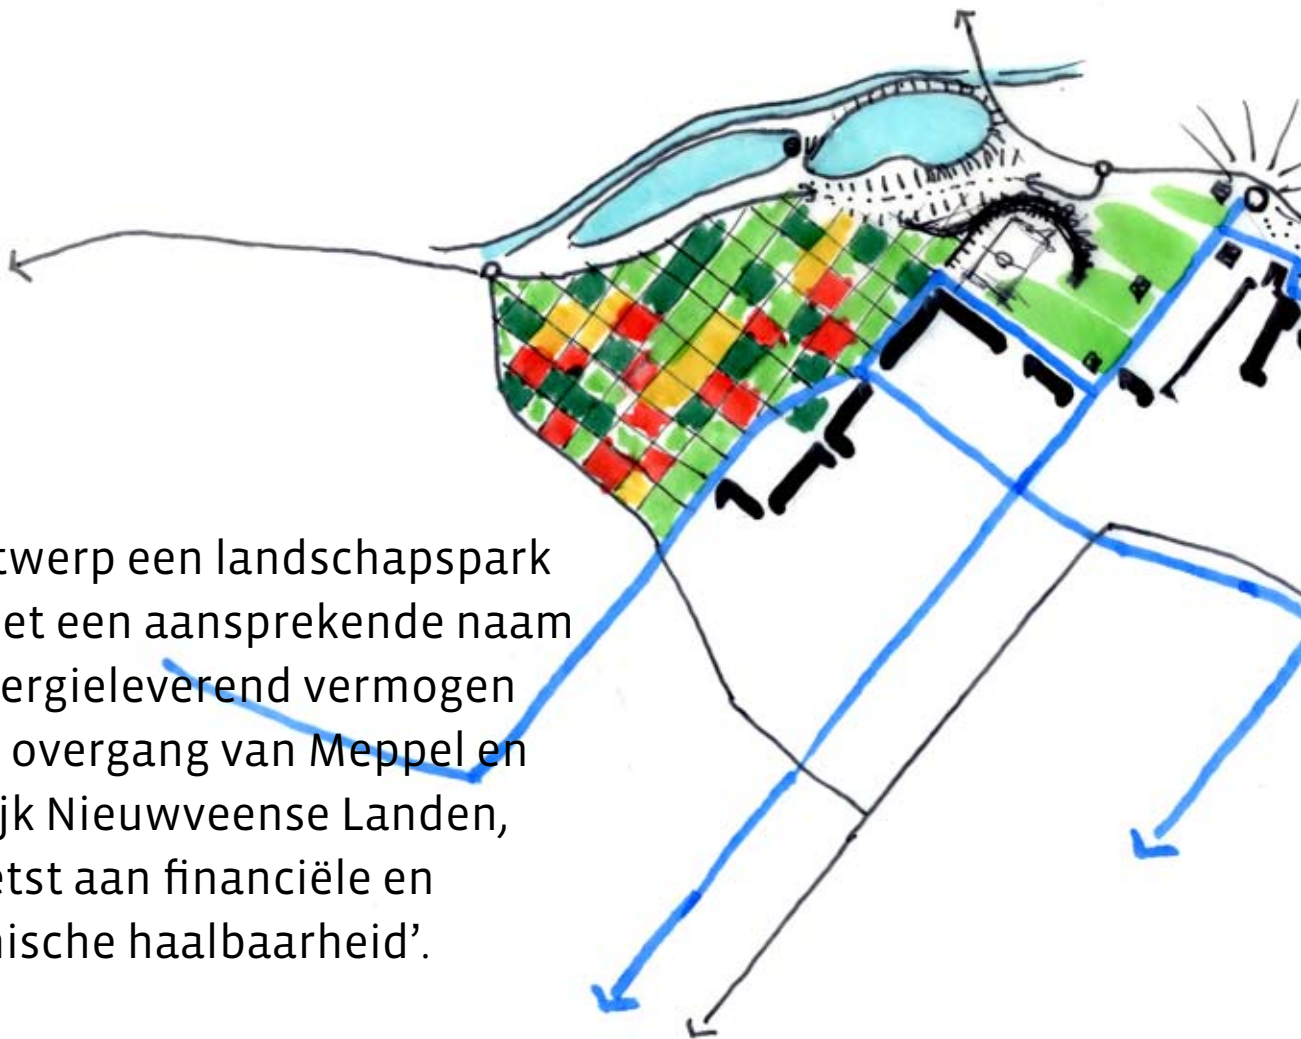 twerp een landschapspark
et een aansprekende naam
ergieleverend vermogen
overgang van Meppel en
jk Nieuwveense Landen,
etst aan financiële en
nische haalbaarheid’.